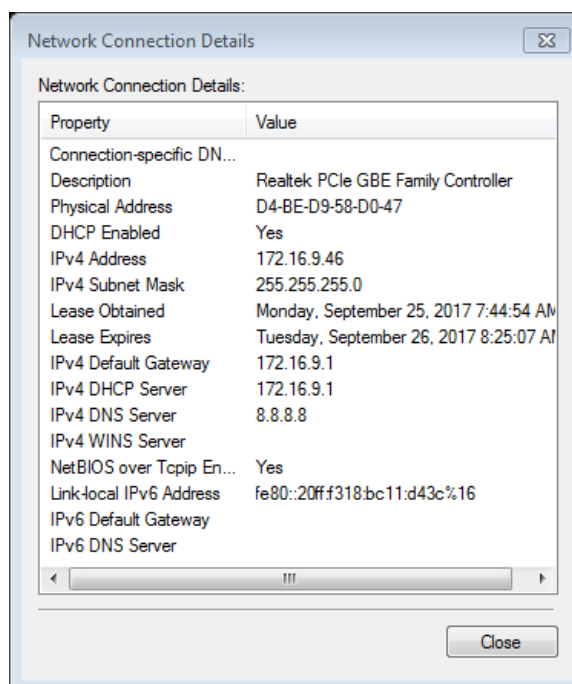 Network Connection Details
Network Connection Details:
Property Value
Connection-specific DN...
Description Realtek PCIe GBE Family Controller
Physical Address D4-BE-D9-58-D0-47
DHCP Enabled Yes
IPv4 Address 172.16.9.46
IPv4 Subnet Mask 255.255.255.0
Lease Obtained Monday, September 25, 2017 7:44:54 AM
Lease Expires Tuesday, September 26, 2017 8:25:07 AM
IPv4 Default Gateway 172.16.9.1
IPv4 DHCP Server 172.16.9.1
IPv4 DNS Server 8.8.8.8
IPv4 WINS Server
NetBIOS over Tcpip En... Yes
Link-local IPv6 Address fe80::20ff:f318:bc11:d43c%16
IPv6 Default Gateway
IPv6 DNS Server
Close